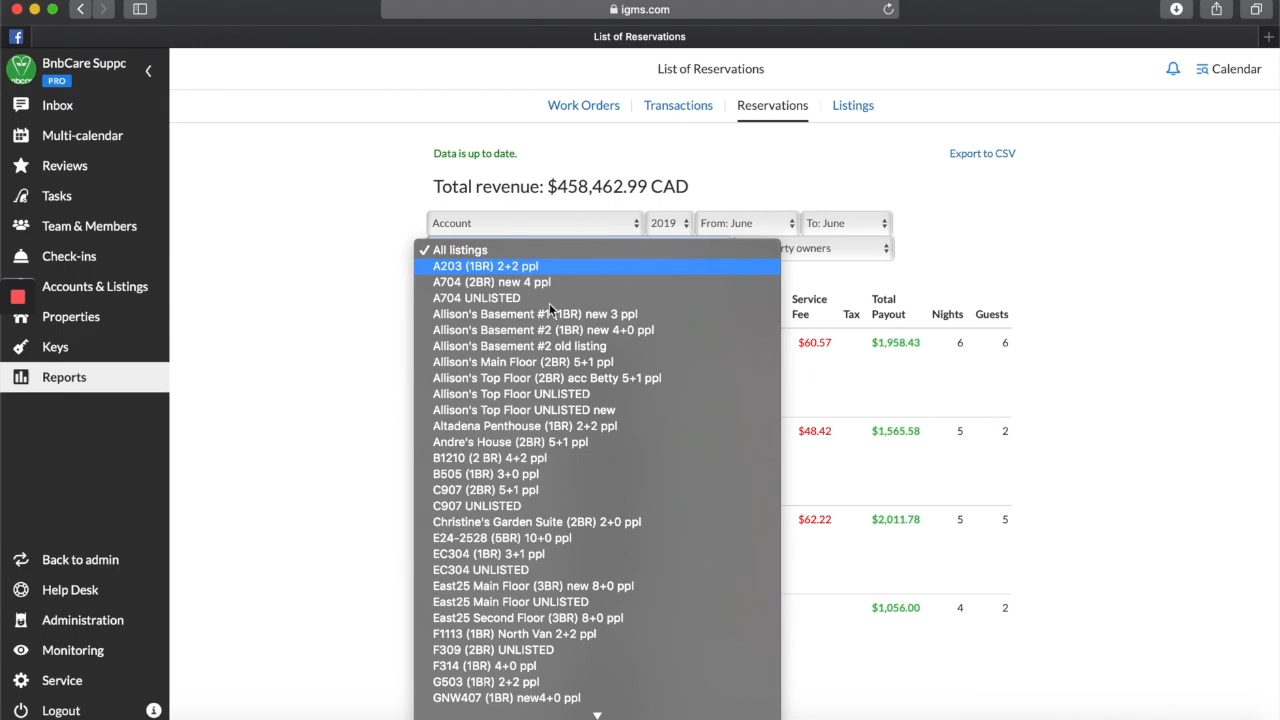 igms.com
List of Reservations
BnbCare Suppc
PRO
Inbox
Multi-calendar
Reviews
Tasks
Team & Members
Check-ins
Accounts & Listings
Properties
Keys
Reports
Back to admin
Help Desk
Administration
Monitoring
Service
Logout
List of Reservations
Calendar
Work Orders
Transactions
Reservations
Listings
Data is up to date.
Export to CSV
Total revenue: $458,462.99 CAD
Account
2019
From: June
To: June
rty owners
All listings
A203 (1BR) 2+2 ppl
A704 (2BR) new 4 ppl
A704 UNLISTED
Allison's Basement #1 (1BR) new 3 ppl
Allison's Basement #2 (1BR) new 4+0 ppl
Allison's Basement #2 old listing
Allison's Main Floor (2BR) 5+1 ppl
Allison's Top Floor (2BR) acc Betty 5+1 ppl
Allison's Top Floor UNLISTED
Allison's Top Floor UNLISTED new
Altadena Penthouse (1BR) 2+2 ppl
Andre's House (2BR) 5+1 ppl
B1210 (2 BR) 4+2 ppl
B505 (1BR) 3+0 ppl
C907 (2BR) 5+1 ppl
C907 UNLISTED
Christine's Garden Suite (2BR) 2+0 ppl
E24-2528 (5BR) 10+0 ppl
EC304 (1BR) 3+1 ppl
EC304 UNLISTED
East25 Main Floor (3BR) new 8+0 ppl
East25 Main Floor UNLISTED
East25 Second Floor (3BR) 8+0 ppl
F1113 (1BR) North Van 2+2 ppl
F309 (2BR) UNLISTED
F314 (1BR) 4+0 ppl
G503 (1BR) 2+2 ppl
GNW407 (1BR) new4+0 ppl
Service Fee Tax Total Payout Nights Guests
$60.57 $1,958.43 6 6
$48.42 $1,565.58 5 2
$62.22 $2,011.78 5 5
$1,056.00 4 2